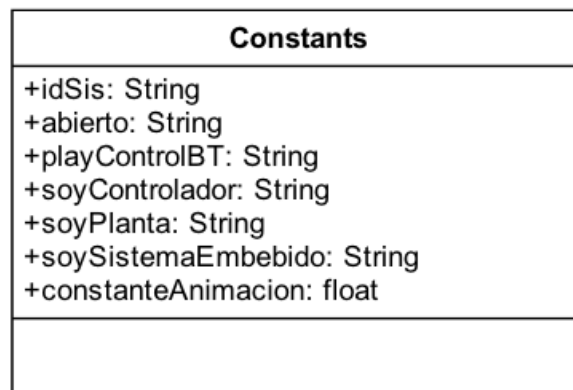 Constants
+idSis: String
+abierto: String
+playControlBT: String
+soyControlador: String
+soyPlanta: String
+soySistemaEmbebido: String
+constanteAnimacion: float